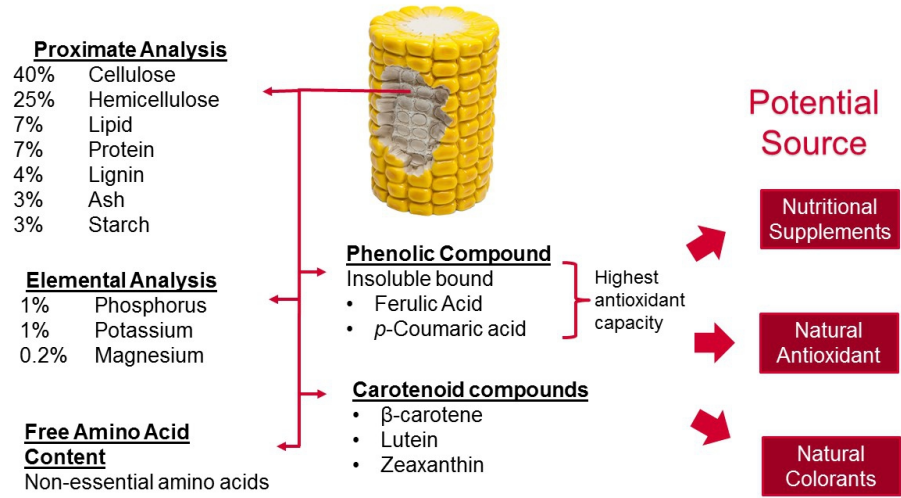 Proximate Analysis
40% Cellulose
25% Hemicellulose
7% Lipid
7% Protein
4% Lignin
3% Ash
3% Starch
Elemental Analysis
1% Phosphorus
1% Potassium
0.2% Magnesium
Free Amino Acid
Content
Non-essential amino acids
Phenolic Compound
Insoluble bound
• Ferulic Acid
• p-Coumaric acid
Highest
antioxidant
capacity
Carotenoid compounds
• β-carotene
• Lutein
• Zeaxanthin
Potential
Source
Nutritional
Supplements
Natural
Antioxidant
Natural
Colorants